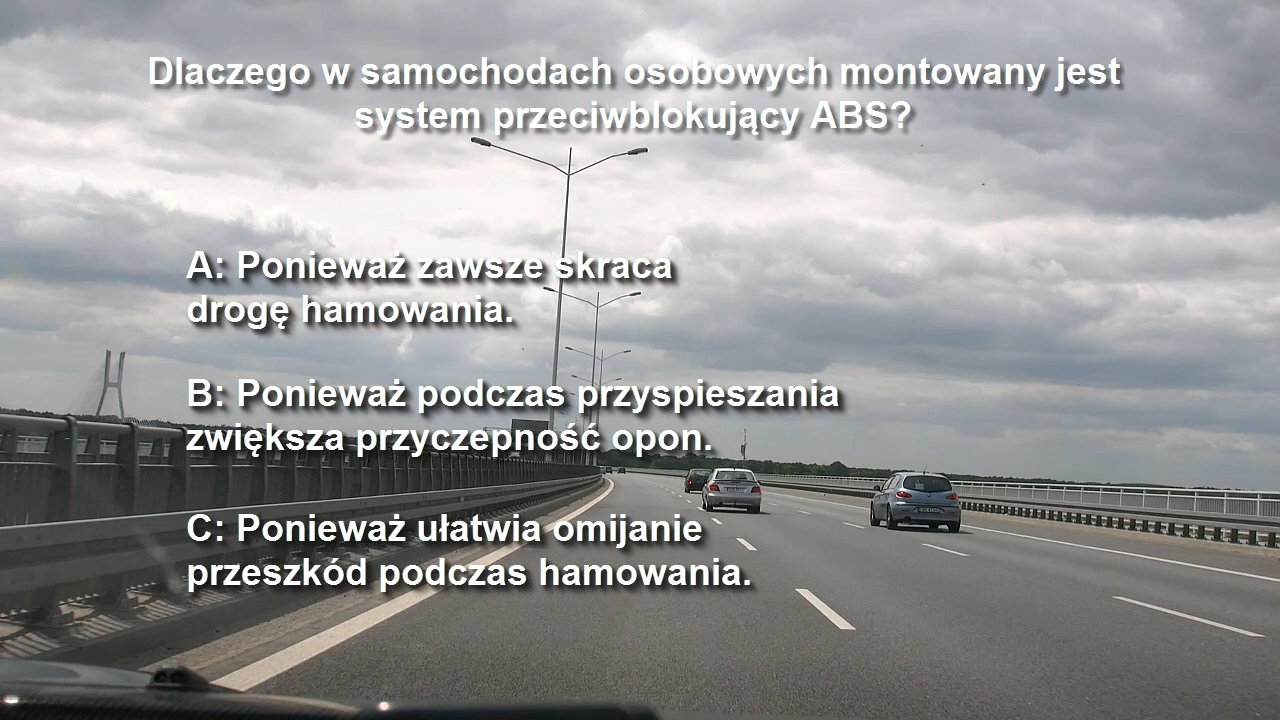 Dlaczego w samochodach osobowych montowany jest
system przeciwblokujący ABS?
A: Ponieważ zawsze skraca
drogę hamowania.
B: Ponieważ podczas przyspieszania
zwiększa przyczepność opon.
C: Ponieważ ułatwia omijanie
przeszkód podczas hamowania.